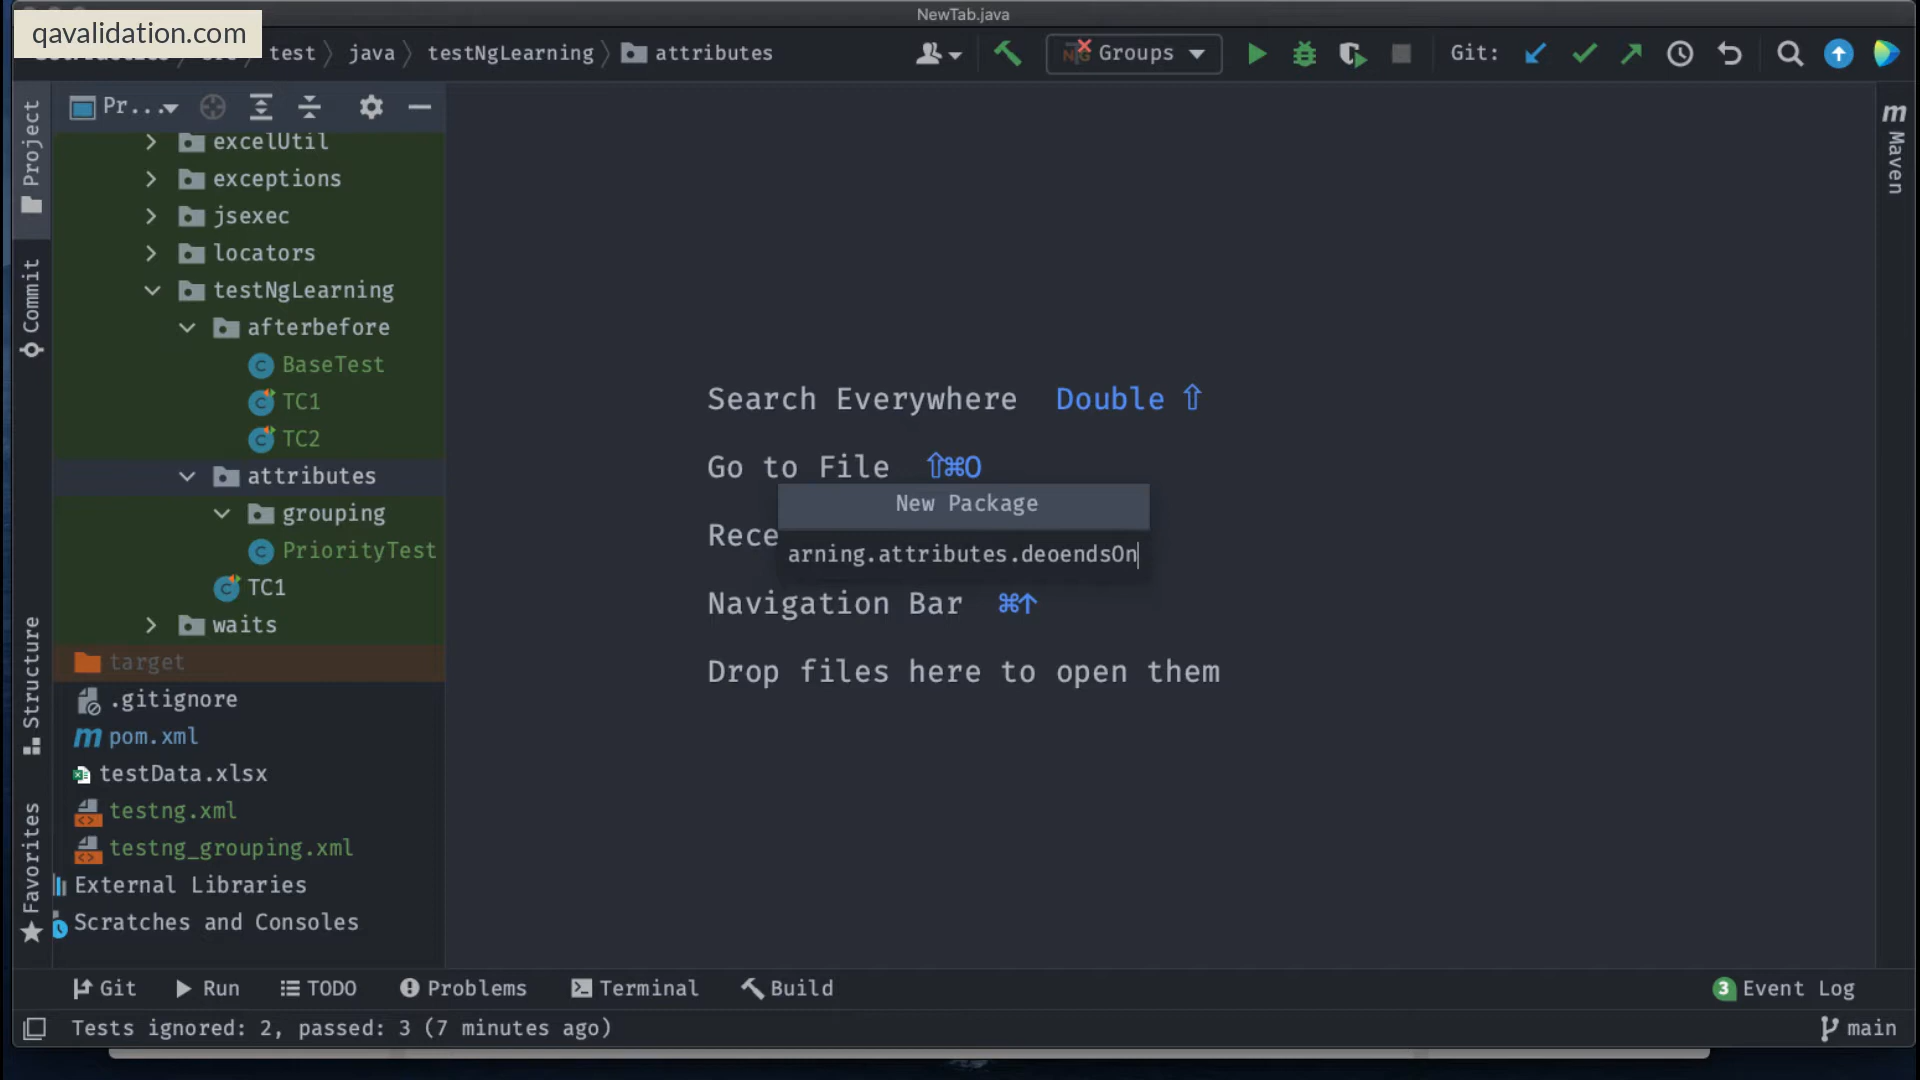 NewTab.java
qavalidation.com
test
java
testNgLearning
attributes
Groups
Git:
Project
Commit
Structure
Favorites
Pr...
excelUtil
exceptions
jsexec
locators
testNgLearning
afterbefore
BaseTest
TC1
TC2
attributes
grouping
PriorityTest
TC1
waits
target
.gitignore
pom.xml
testData.xlsx
testng.xml
testng_grouping.xml
External Libraries
Scratches and Consoles
Search Everywhere Double ⇧
Go to File ⇧⌘O
New Package
Rece
arning.attributes.deoendsOn
Navigation Bar ⌘↑
Drop files here to open them
m Maven
Git
Run
TODO
Problems
Terminal
Build
3 Event Log
Tests ignored: 2, passed: 3 (7 minutes ago)
main